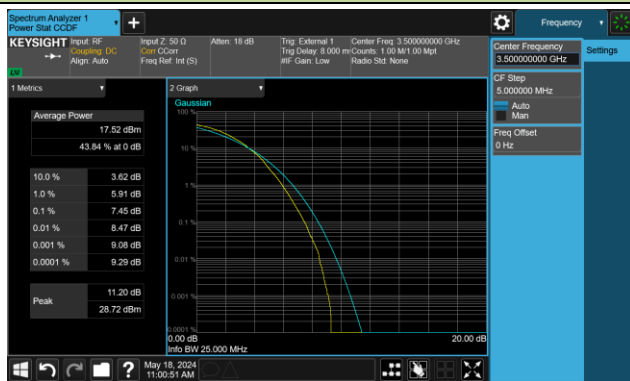 Spectrum Analyzer 1
Power Stat CCDF
Frequency
KEYSIGHT
Input: RF
Coupling: DC
Align: Auto
Input Z: 50 Ω
Corr CCorr
Freq Ref: Int (S)
Atten: 18 dB
Trig: External 1
Trig Delay: 8.000 m
#IF Gain: Low
Center Freq: 3.500000000 GHz
Counts: 1.00 M/1.00 Mpt
Radio Std: None
Center Frequency
3.500000000 GHz
Settings
CF Step
5.000000 MHz
Auto
Man
Freq Offset
0 Hz
1 Metrics
Average Power
17.52 dBm
43.84 % at 0 dB
10.0 % 3.62 dB
1.0 % 5.91 dB
0.1 % 7.45 dB
0.01 % 8.47 dB
0.001 % 9.08 dB
0.0001 % 9.29 dB
Peak
11.20 dB
28.72 dBm
2 Graph
Gaussian
100 %
10 %
1 %
0.1 %
0.01 %
0.001 %
0.0001 %
0.00 dB
20.00 dB
Info BW 25.000 MHz
?
May 18, 2024
11:00:51 AM